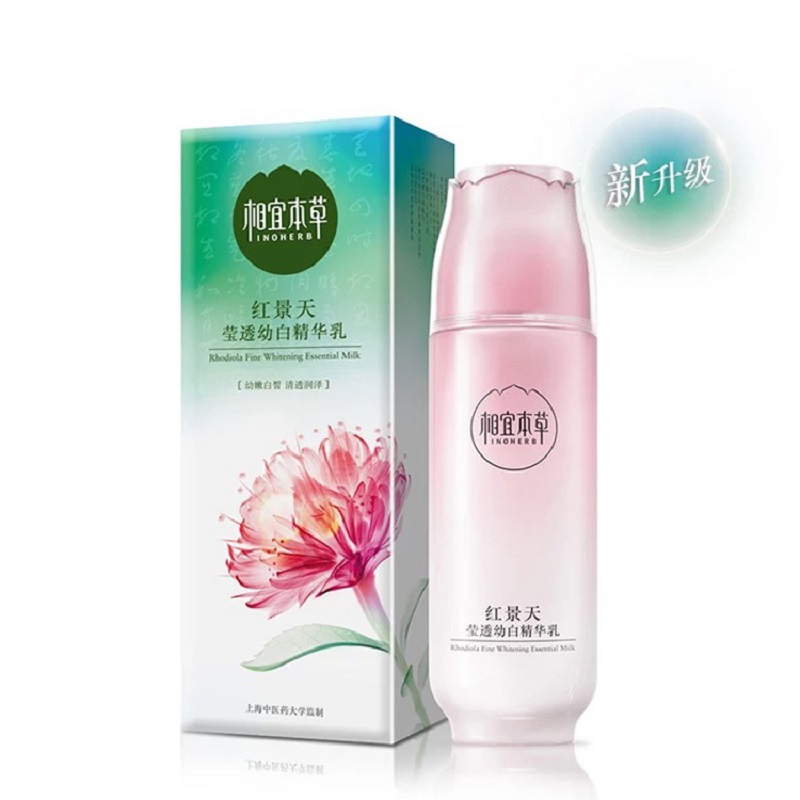 相宜本草
INOHERB
红景天
莹透幼白精华乳
Rhodiola Fine Whitening Essential Milk
[幼嫩白皙 清透润泽]
上海中医药大学监制
新升级
相宜本草
INOHERB
红景天
莹透幼白精华乳
Rhodiola Fine Whitening Essential Milk